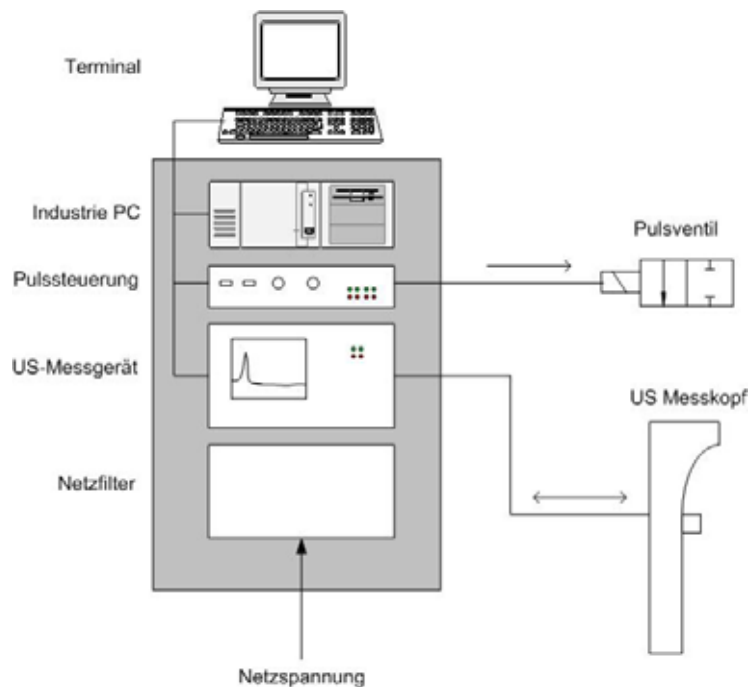 Terminal
Industrie PC
Pulsventil
Pulssteuerung
US-Messgerät
US Messkopf
Netzfilter
Netzspannung